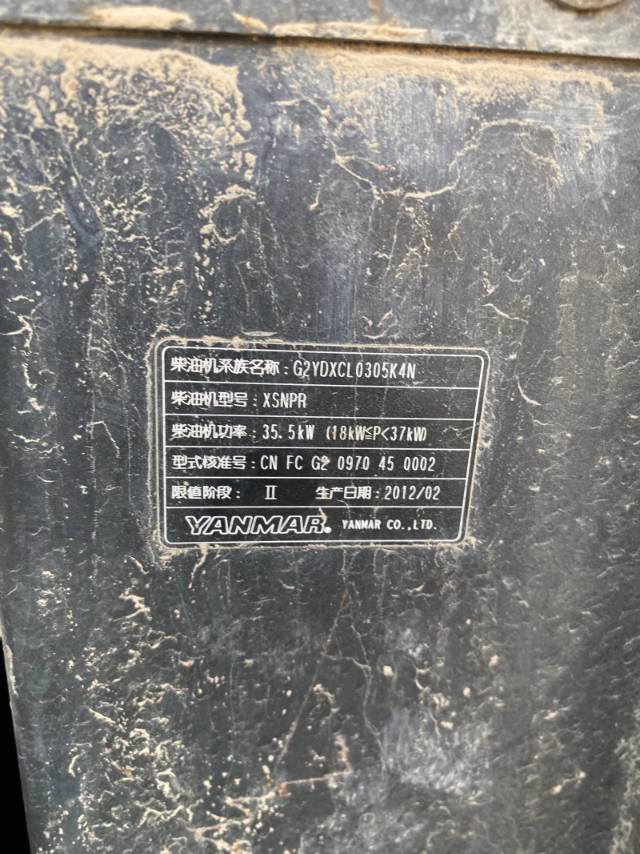 柴油机系族名称：G2YDXCL0305K4N
柴油机型号：XSNPR
柴油机功率：35.5kW (18kW≤P<37kW)
型式核准号：CN FC G2 0970 45 0002
限值阶段： Ⅱ 生产日期：2012/02
YANMAR. YANMAR CO.,LTD.